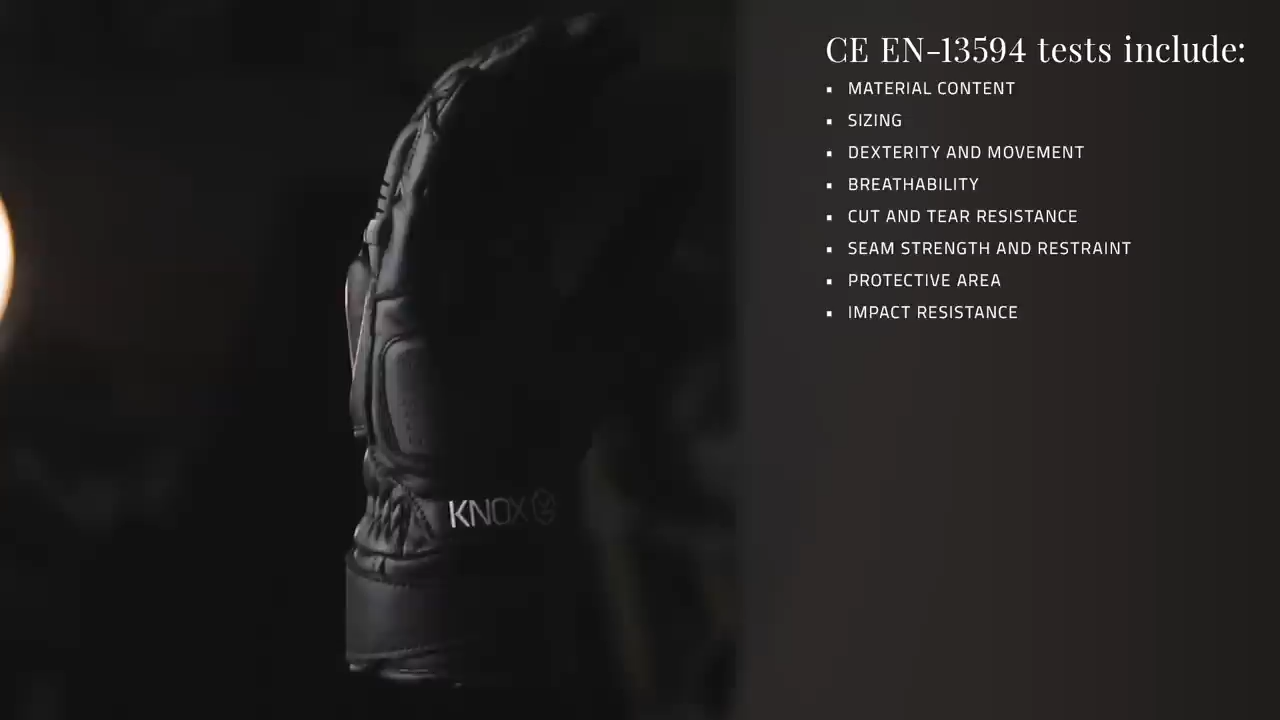 CE EN-13594 tests include:
▪ MATERIAL CONTENT
▪ SIZING
▪ DEXTERITY AND MOVEMENT
▪ BREATHABILITY
▪ CUT AND TEAR RESISTANCE
▪ SEAM STRENGTH AND RESTRAINT
▪ PROTECTIVE AREA
▪ IMPACT RESISTANCE
KNOX